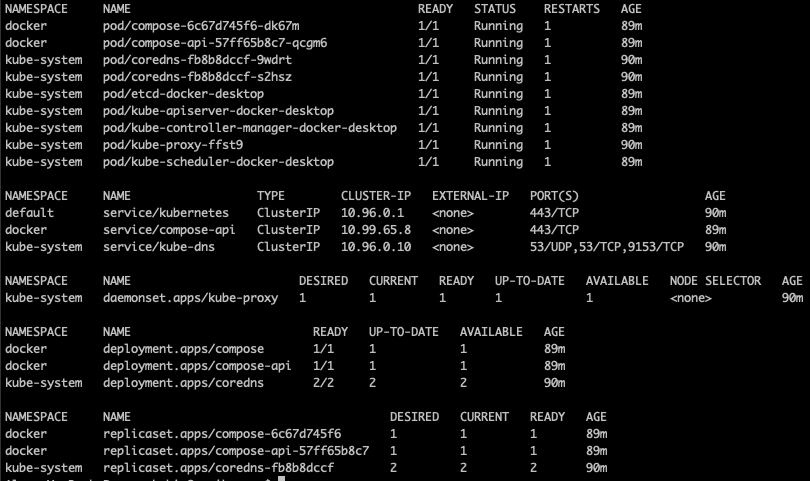 NAMESPACE NAME READY STATUS RESTARTS AGE
docker pod/compose-6c67d745f6-dk67m 1/1 Running 1 89m
docker pod/compose-api-57ff65b8c7-qcgm6 1/1 Running 1 89m
kube-system pod/coredns-fb8b8dccf-9wdrt 1/1 Running 1 90m
kube-system pod/coredns-fb8b8dccf-s2hsz 1/1 Running 1 90m
kube-system pod/etcd-docker-desktop 1/1 Running 1 89m
kube-system pod/kube-apiserver-docker-desktop 1/1 Running 1 89m
kube-system pod/kube-controller-manager-docker-desktop 1/1 Running 1 89m
kube-system pod/kube-proxy-ffst9 1/1 Running 1 90m
kube-system pod/kube-scheduler-docker-desktop 1/1 Running 1 89m
NAMESPACE NAME TYPE CLUSTER-IP EXTERNAL-IP PORT(S) AGE
default service/kubernetes ClusterIP 10.96.0.1 <none> 443/TCP 90m
docker service/compose-api ClusterIP 10.99.65.8 <none> 443/TCP 89m
kube-system service/kube-dns ClusterIP 10.96.0.10 <none> 53/UDP,53/TCP,9153/TCP 90m
NAMESPACE NAME DESIRED CURRENT READY UP-TO-DATE AVAILABLE NODE SELECTOR AGE
kube-system daemonset.apps/kube-proxy 1 1 1 1 1 <none> 90m
NAMESPACE NAME READY UP-TO-DATE AVAILABLE AGE
docker deployment.apps/compose 1/1 1 1 89m
docker deployment.apps/compose-api 1/1 1 1 89m
kube-system deployment.apps/coredns 2/2 2 2 90m
NAMESPACE NAME DESIRED CURRENT READY AGE
docker replicaset.apps/compose-6c67d745f6 1 1 1 89m
docker replicaset.apps/compose-api-57ff65b8c7 1 1 1 89m
kube-system replicaset.apps/coredns-fb8b8dccf 2 2 2 90m